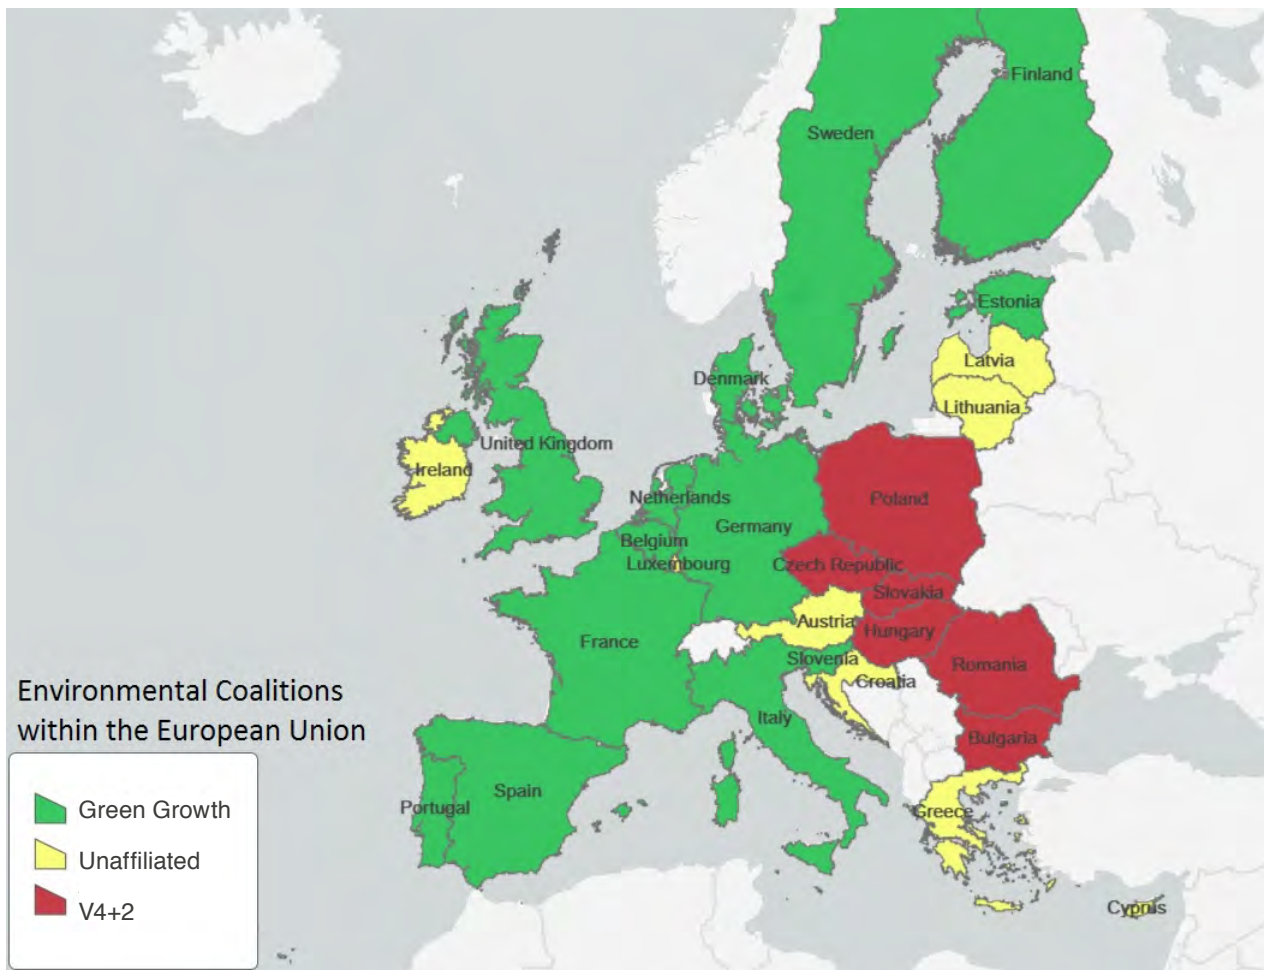 Finland
Sweden
Estonia
Latvia
Denmark
Lithuania
United Kingdom
Ireland
Netherlands
Poland
Germany
Belgium
Luxembourg
Czech Republic
Slovakia
Austria
Hungary
France
Slovenia
Romania
Croatia
Italy
Bulgaria
Spain
Portugal
Greece
Cyprus
Environmental Coalitions
within the European Union
Green Growth
Unaffiliated
V4+2